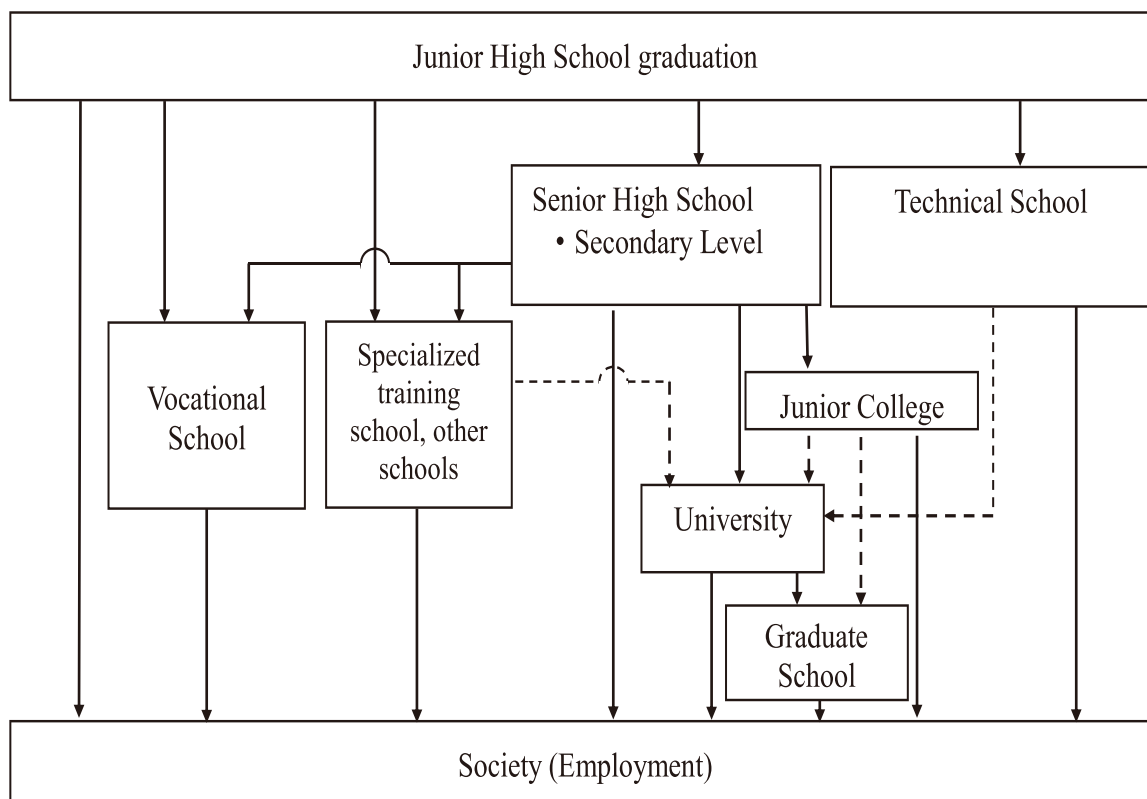 Junior High School graduation
Senior High School
• Secondary Level
Technical School
Vocational
School
Specialized
training
school, other
schools
Junior College
University
Graduate
School
Society (Employment)